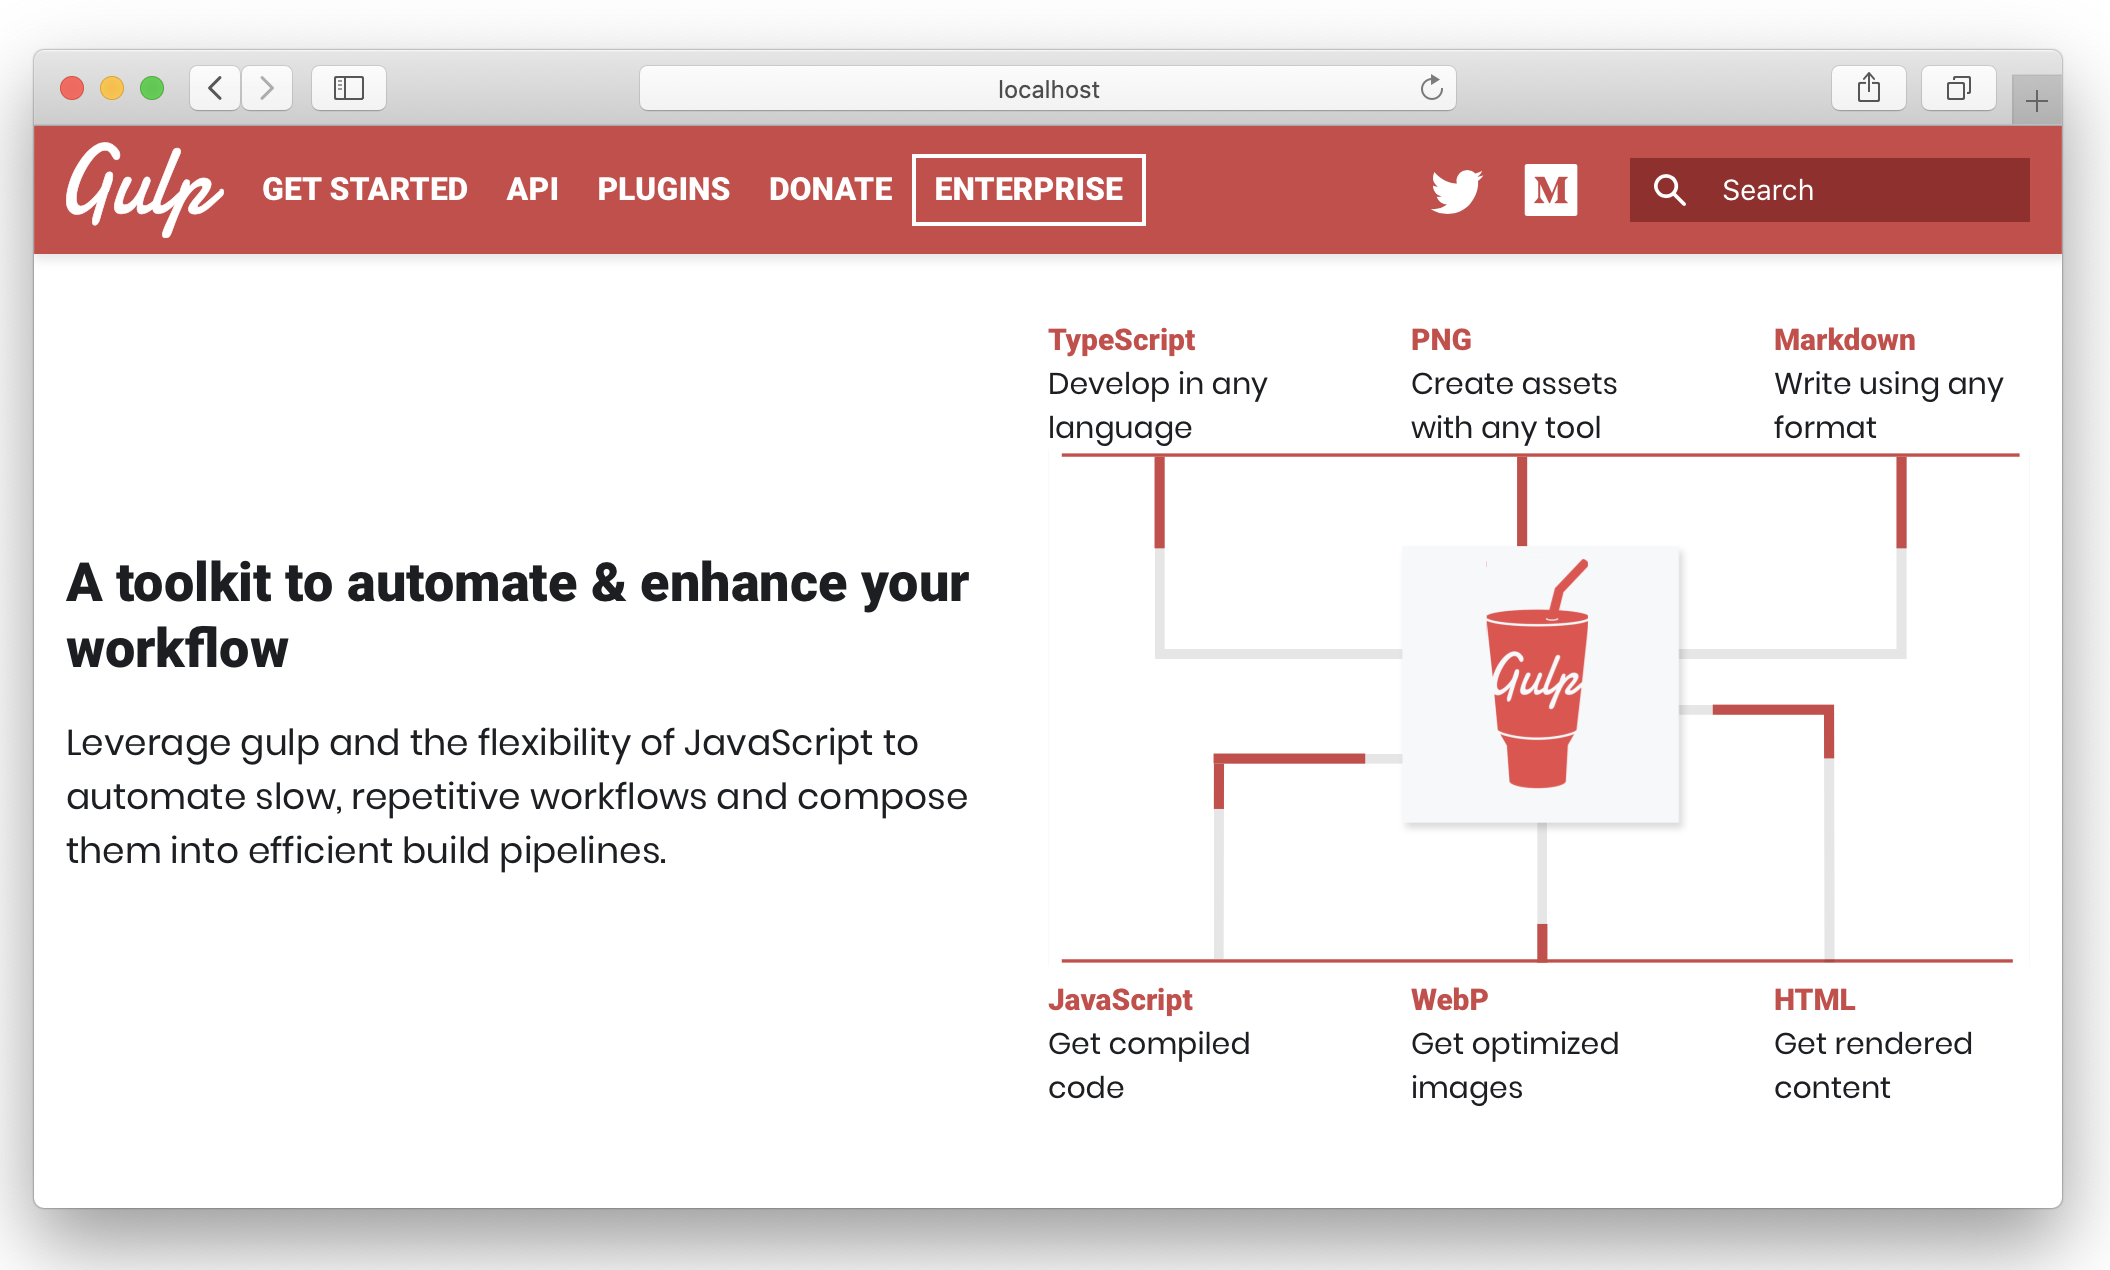 localhost
Gulp GET STARTED API PLUGINS DONATE ENTERPRISE M Search
A toolkit to automate & enhance your
workflow
Leverage gulp and the flexibility of JavaScript to
automate slow, repetitive workflows and compose
them into efficient build pipelines.
TypeScript
Develop in any
language
PNG
Create assets
with any tool
Markdown
Write using any
format
Gulp
JavaScript
Get compiled
code
WebP
Get optimized
images
HTML
Get rendered
content